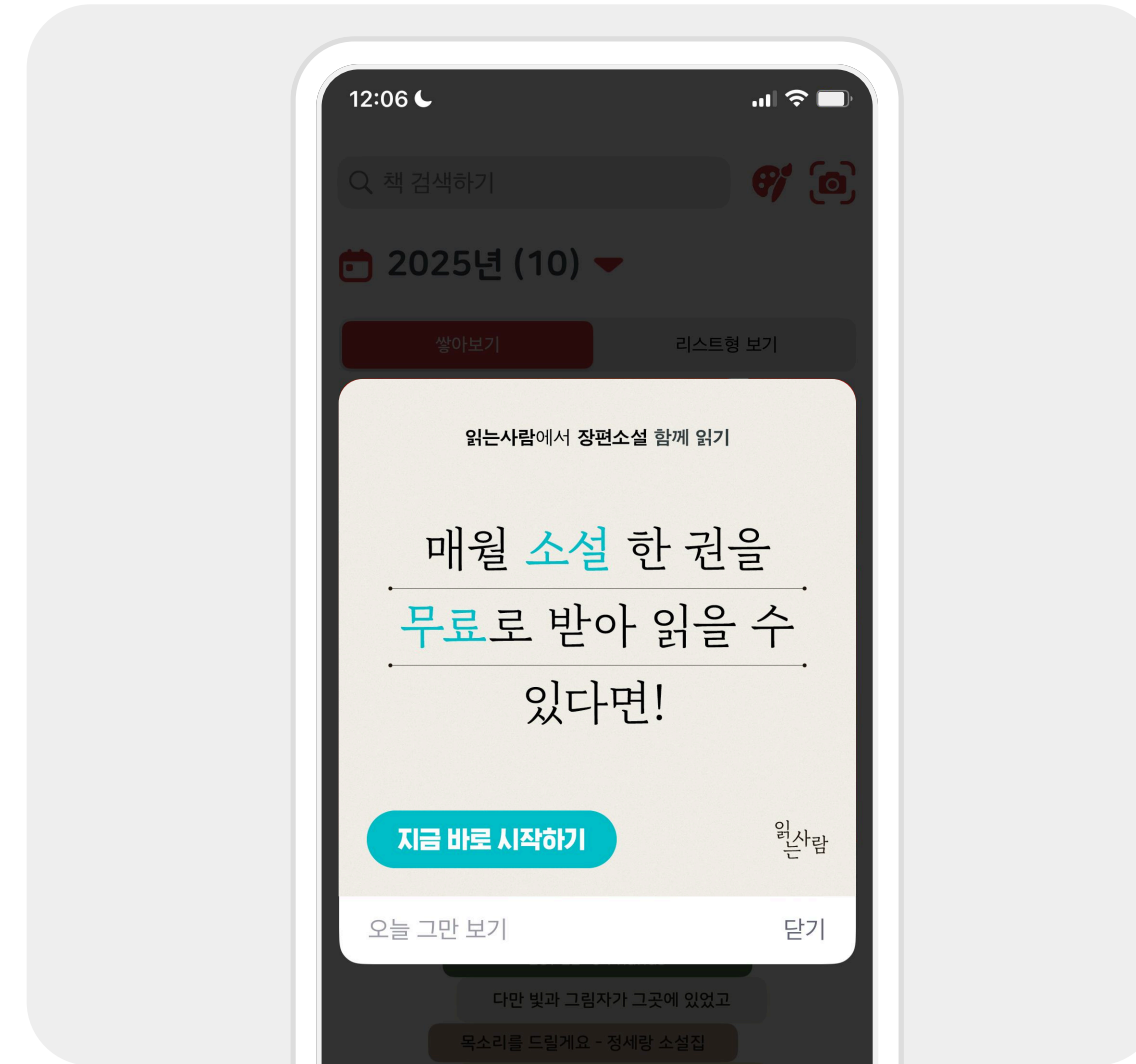 12:06
책 검색하기
2025년 (10)
쌓아보기
리스트형 보기
읽는사람에서 장편소설 함께 읽기
매월 소설 한 권을
무료로 받아 읽을 수
있다면!
지금 바로 시작하기
읽는사람
오늘 그만 보기
닫기
다만 빛과 그림자가 그곳에 있었고
목소리를 드릴게요 - 정세랑 소설집